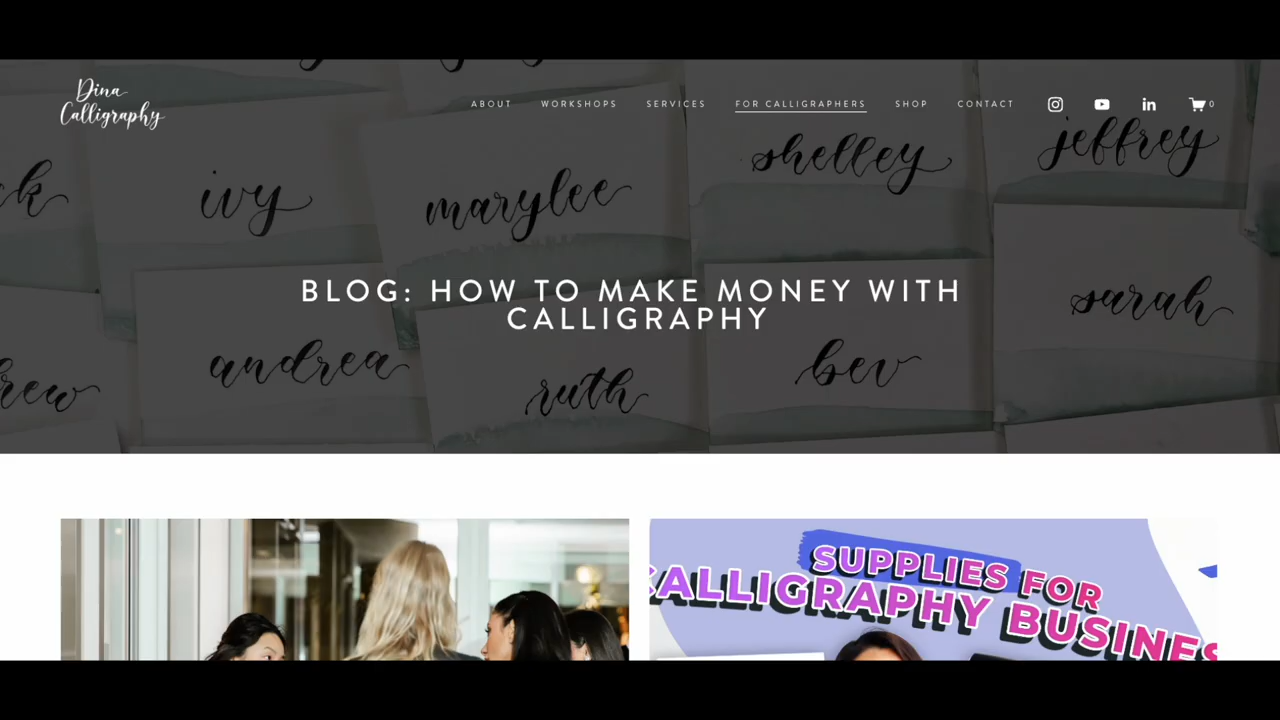 Dina
Calligraphy
ABOUT WORKSHOPS SERVICES FOR CALLIGRAPHERS SHOP CONTACT 0
shelley
jeffrey
ivy
marylee
BLOG: HOW TO MAKE MONEY WITH
CALLIGRAPHY
sarah
andrea
ruth
bev
SUPPLIES FOR
CALLIGRAPHY BUSINES